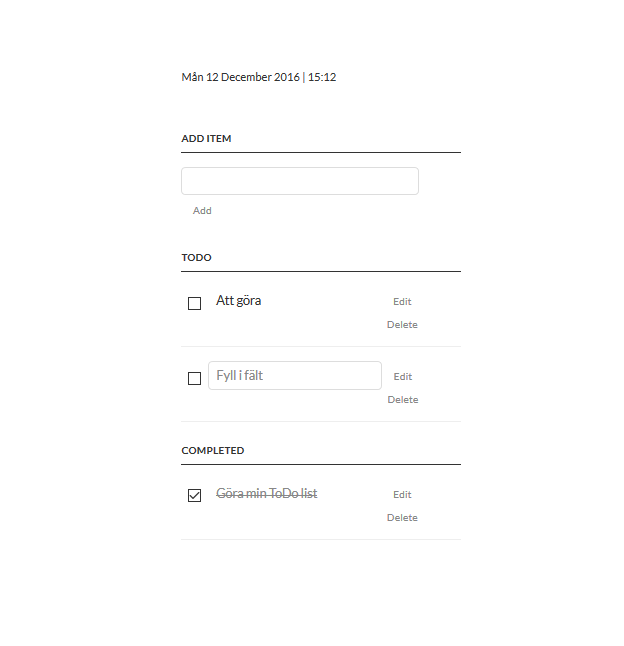 Mån 12 December 2016 | 15:12
ADD ITEM
Add
TODO
Att göra
Edit
Delete
Fyll i fält
Edit
Delete
COMPLETED
Göra min ToDo list
Edit
Delete